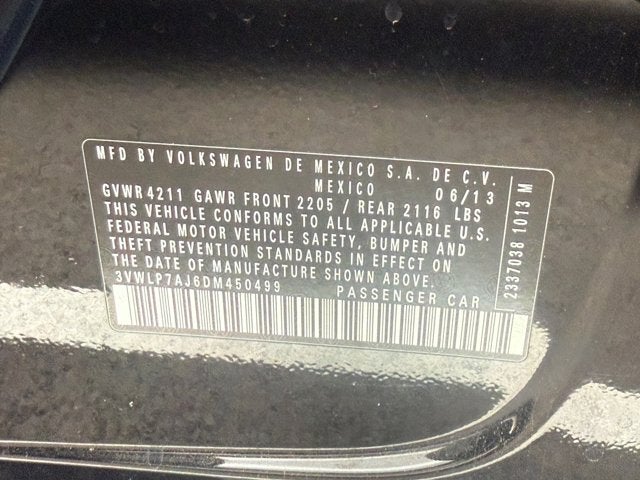 MFD BY VOLKSWAGEN DE MEXICO S.A. DE C.V.
MEXICO 06/13
GVWR 4211 GAWR FRONT 2205 / REAR 2116 LBS
THIS VEHICLE CONFORMS TO ALL APPLICABLE U.S.
FEDERAL MOTOR VEHICLE SAFETY, BUMPER AND
THEFT PREVENTION STANDARDS IN EFFECT ON
THE DATE OF MANUFACTURE SHOWN ABOVE.
3VWLP7AJ6DM450499 PASSENGER CAR
2337038 1013 M